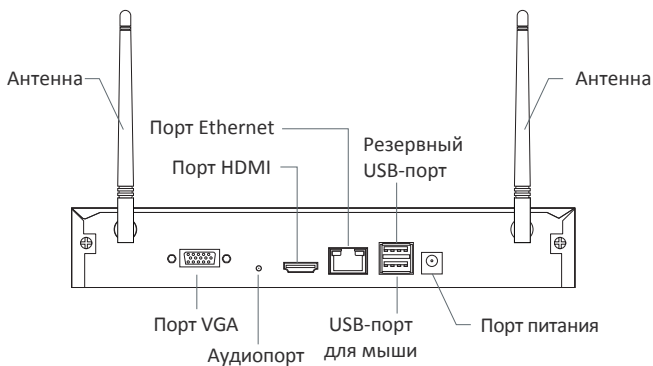 Антенна
Антенна
Порт Ethernet
Резервный
USB-порт
Порт HDMI
Порт VGA
USB-порт
для мыши
Порт питания
Аудиопорт